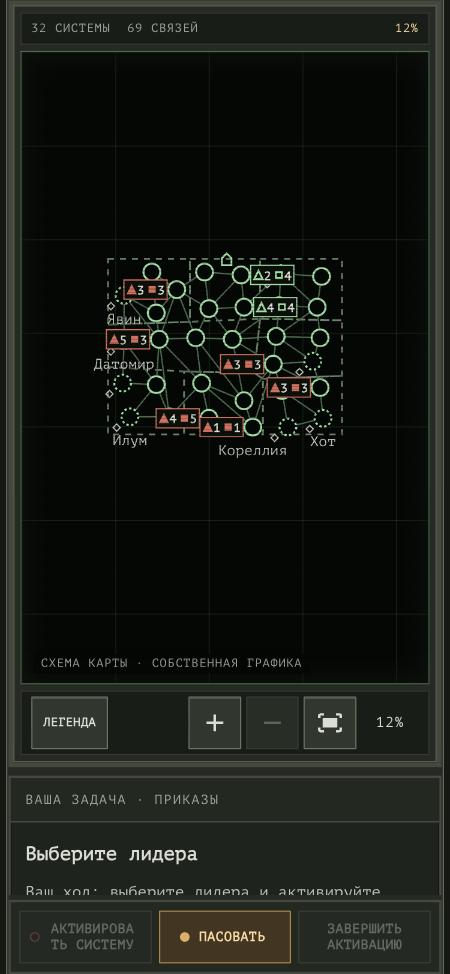 32 СИСТЕМЫ 69 СВЯЗЕЙ 12%
2 4
3 3
4 4
Явин
5 3
Датомир
3 3
3 3
4 5
1 1
Илум
Хот
Кореллия
СХЕМА КАРТЫ · СОБСТВЕННАЯ ГРАФИКА
ЛЕГЕНДА
+
−
12%
ВАША ЗАДАЧА · ПРИКАЗЫ
Выберите лидера
Ваш ход: выберите лидера и активируйте
АКТИВИРОВА
ТЬ СИСТЕМУ
ПАСОВАТЬ
ЗАВЕРШИТЬ
АКТИВАЦИЮ